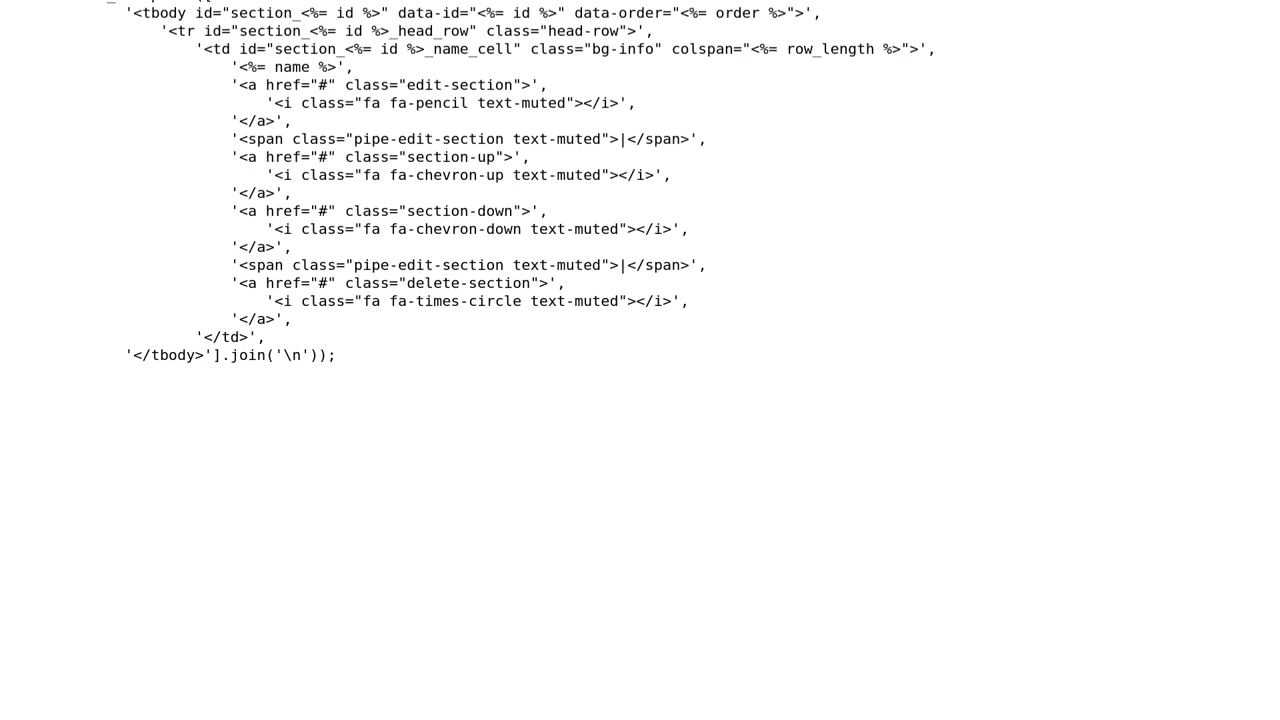 '<tbody id="section_<%= id %>" data-id="<%= id %>" data-order="<%= order %>">',
'<tr id="section_<%= id %>_head_row" class="head-row">',
'<td id="section_<%= id %>_name_cell" class="bg-info" colspan="<%= row_length %>">',
'<%= name %>',
'<a href="#" class="edit-section">',
'<i class="fa fa-pencil text-muted"></i>',
'</a>',
'<span class="pipe-edit-section text-muted">|</span>',
'<a href="#" class="section-up">',
'<i class="fa fa-chevron-up text-muted"></i>',
'</a>',
'<a href="#" class="section-down">',
'<i class="fa fa-chevron-down text-muted"></i>',
'</a>',
'<span class="pipe-edit-section text-muted">|</span>',
'<a href="#" class="delete-section">',
'<i class="fa fa-times-circle text-muted"></i>',
'</a>',
'</td>',
'</tbody>'].join('\n'));